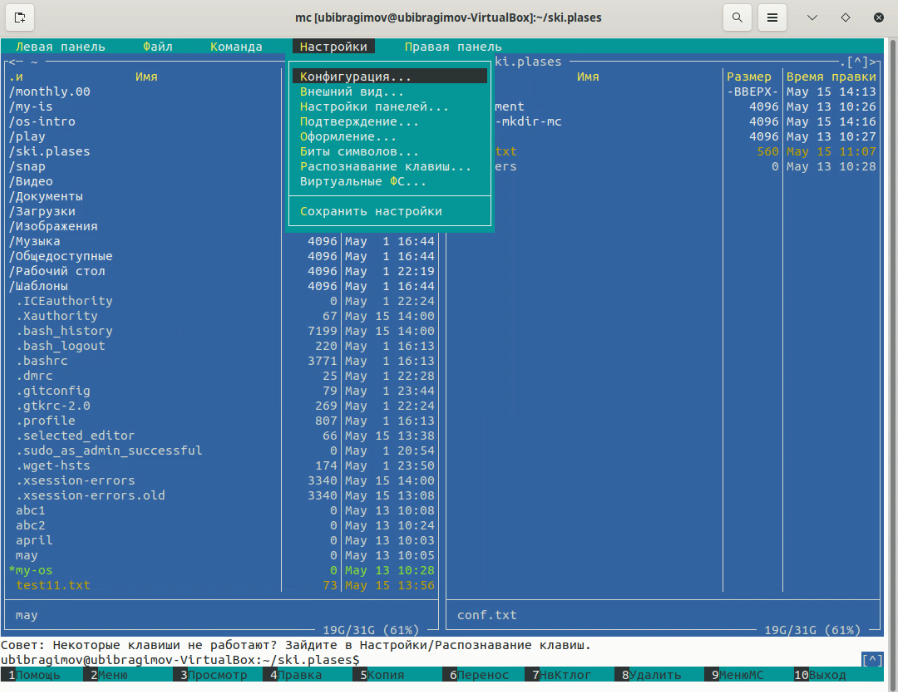 mc [ubibragimov@ubibragimov-VirtualBox]:~/ski.plases
Левая панель Файл Команда Настройки Правая панель
<─ ~ ki.plases .[^]>
.и Имя Конфигурация... Имя Размер Время правки
/monthly.00 Внешний вид... -ВВЕРХ- May 15 14:13
/my-is Настройки панелей... ment 4096 May 13 10:26
/os-intro Подтверждение... -mkdir-mc 4096 May 15 14:16
/play Оформление... 4096 May 13 10:27
/ski.plases Биты символов... txt 560 May 15 11:07
/snap Распознавание клавиш... ers 0 May 13 10:28
/Видео Виртуальные ФС...
/Документы
/Загрузки Сохранить настройки
/Изображения
/Музыка 4096 May 1 16:44
/Общедоступные 4096 May 1 16:44
/Рабочий стол 4096 May 1 22:19
/Шаблоны 4096 May 1 16:44
.ICEauthority 0 May 1 22:24
.Xauthority 67 May 15 14:00
.bash_history 7199 May 15 14:00
.bash_logout 220 May 1 16:13
.bashrc 3771 May 1 16:13
.dmrc 25 May 1 22:28
.gitconfig 79 May 1 23:44
.gtkrc-2.0 269 May 1 22:24
.profile 807 May 1 16:13
.selected_editor 66 May 15 13:38
.sudo_as_admin_successful 0 May 1 20:54
.wget-hsts 174 May 1 23:50
.xsession-errors 3340 May 15 14:00
.xsession-errors.old 3340 May 15 13:08
abc1 0 May 13 10:08
abc2 0 May 13 10:24
april 0 May 13 10:03
may 0 May 13 10:05
*my-os 0 May 13 10:28
test11.txt 73 May 15 13:56
may conf.txt
19G/31G (61%) 19G/31G (61%)
Совет: Некоторые клавиши не работают? Зайдите в Настройки/Распознавание клавиш.
ubibragimov@ubibragimov-VirtualBox:~/ski.plases$ [^]
1Помощь 2Меню 3Просмотр 4Правка 5Копия 6Перенос 7НвКтлог 8Удалить 9МенюMC 10Выход